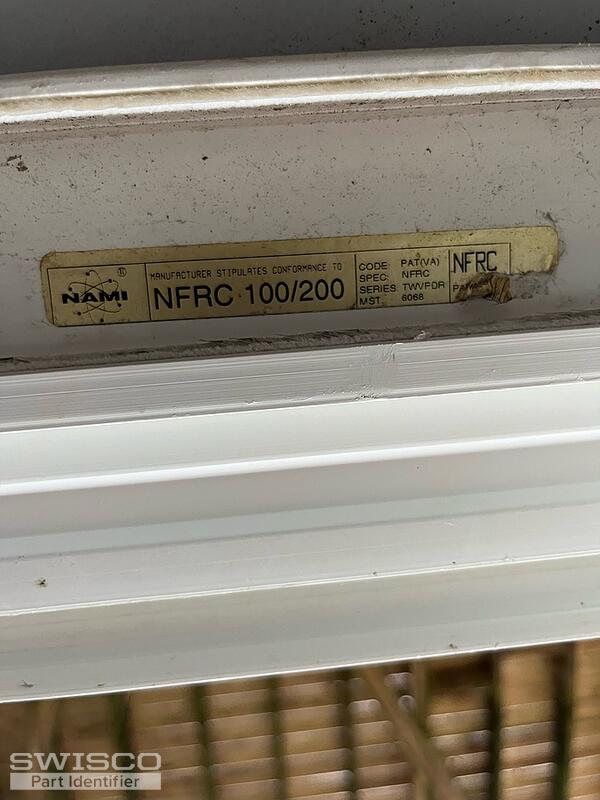 NAMI ®
MANUFACTURER STIPULATES CONFORMANCE TO
NFRC 100/200
CODE: PAT(VA)
SPEC: NFRC
SERIES: TWVPDR
MST: 6068
NFRC
SWISCO
Part Identifier